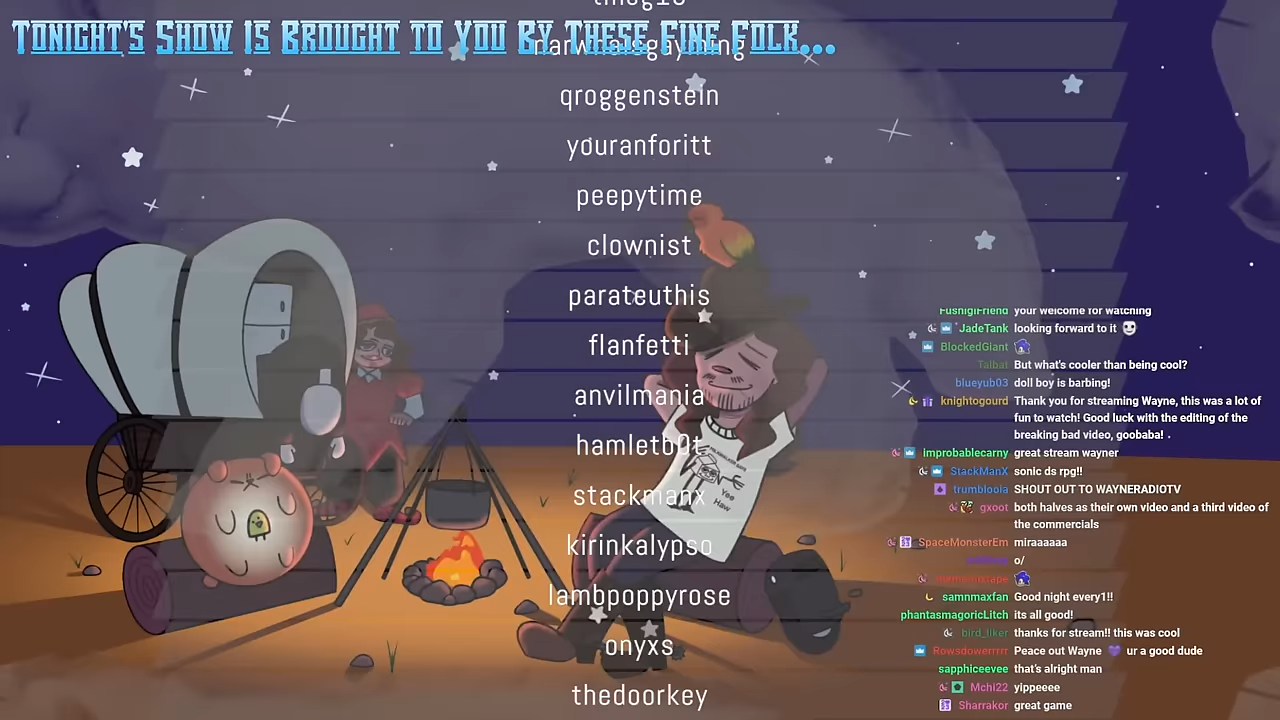 TONIGHT'S SHOW IS BROUGHT TO YOU BY THESE FINE FOLK...
narwhalsgayming
qroggenstein
youranforitt
peepytime
clownist
parateuthis
flanfetti
anvilmania
hamletb0t
stackmanx
kirinkalypso
lambpoppyrose
onyxs
thedoorkey
Yee
Haw
FushigiFriend your welcome for watching
JadeTank looking forward to it
BlockedGiant
Talbat But what's cooler than being cool?
blueyub03 doll boy is barbing!
knightogourd Thank you for streaming Wayne, this was a lot of
fun to watch! Good luck with the editing of the
breaking bad video, goobaba! .
improbablecarny great stream wayner
StackManX sonic ds rpg!!
trumbloola SHOUT OUT TO WAYNERADIOTV
gxoot both halves as their own video and a third video of
the commercials
SpaceMonsterEm miraaaaaa
o/
samnmaxfan Good night every1!!
phantasmagoricLitch its all good!
bird_liker thanks for stream!! this was cool
Rowsdowerrrrr Peace out Wayne 💜 ur a good dude
sapphiceevee that's alright man
Mchi22 yippeeee
Sharrakor great game